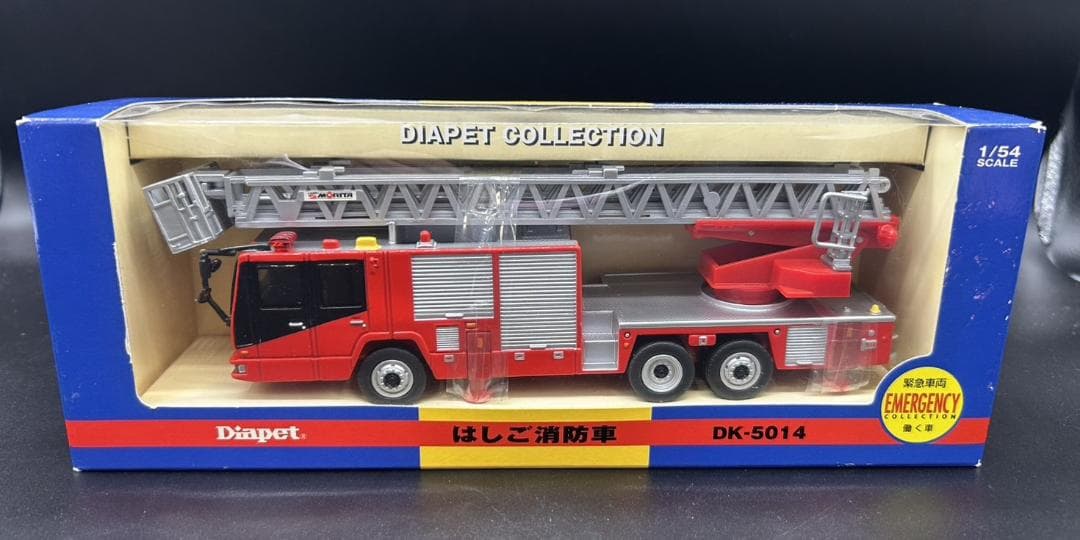 DIAPET COLLECTION
1/54
SCALE
MORITA
緊急車両
EMERGENCY
COLLECTION
働く車
Diapet®
はしご消防車
DK-5014